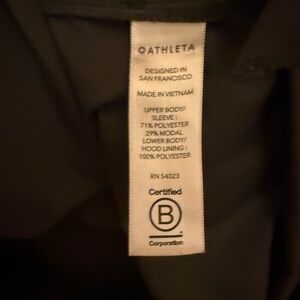 ATHLETA
DESIGNED IN
SAN FRANCISCO
MADE IN VIETNAM
UPPER BODY/
SLEEVE :
71% POLYESTER
29% MODAL
LOWER BODY/
HOOD LINING :
100% POLYESTER
RN 54023
Certified
B
Corporation